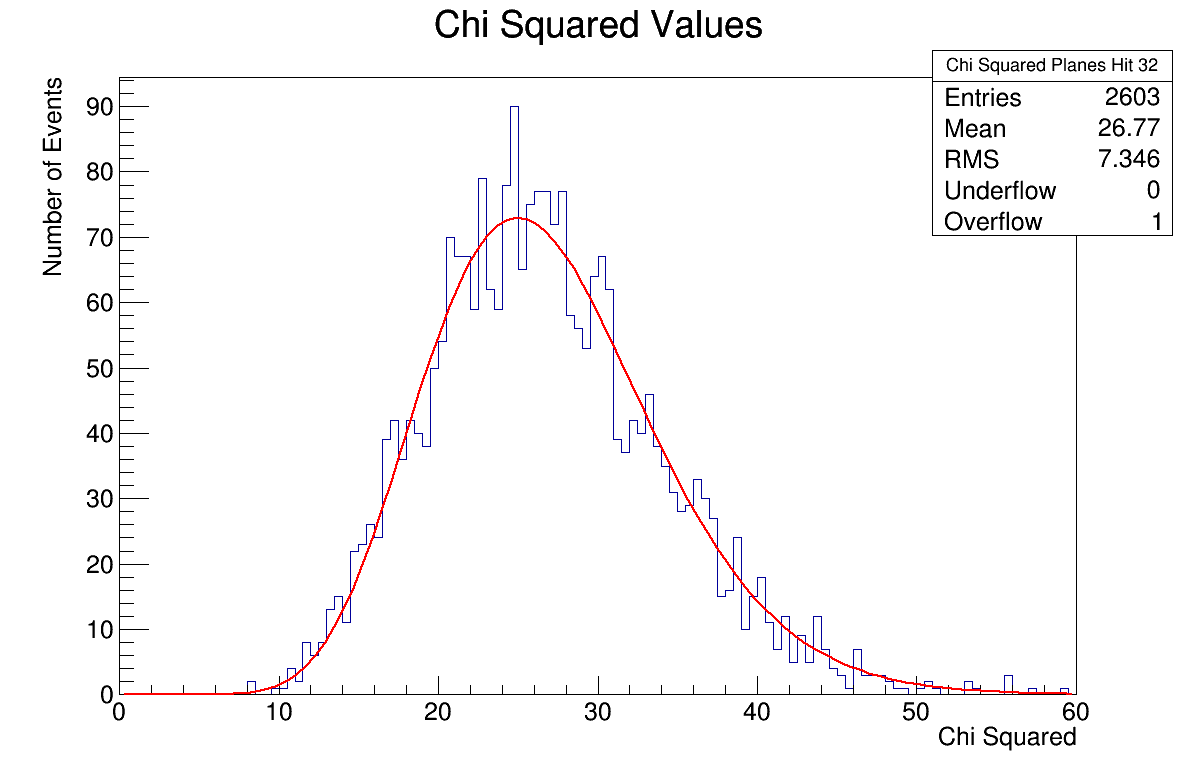 Chi Squared Values
Chi Squared Planes Hit 32
Entries 2603
Mean 26.77
RMS 7.346
Underflow 0
Overflow 1
Number of Events
90
80
70
60
50
40
30
20
10
0
0 10 20 30 40 50 60
Chi Squared